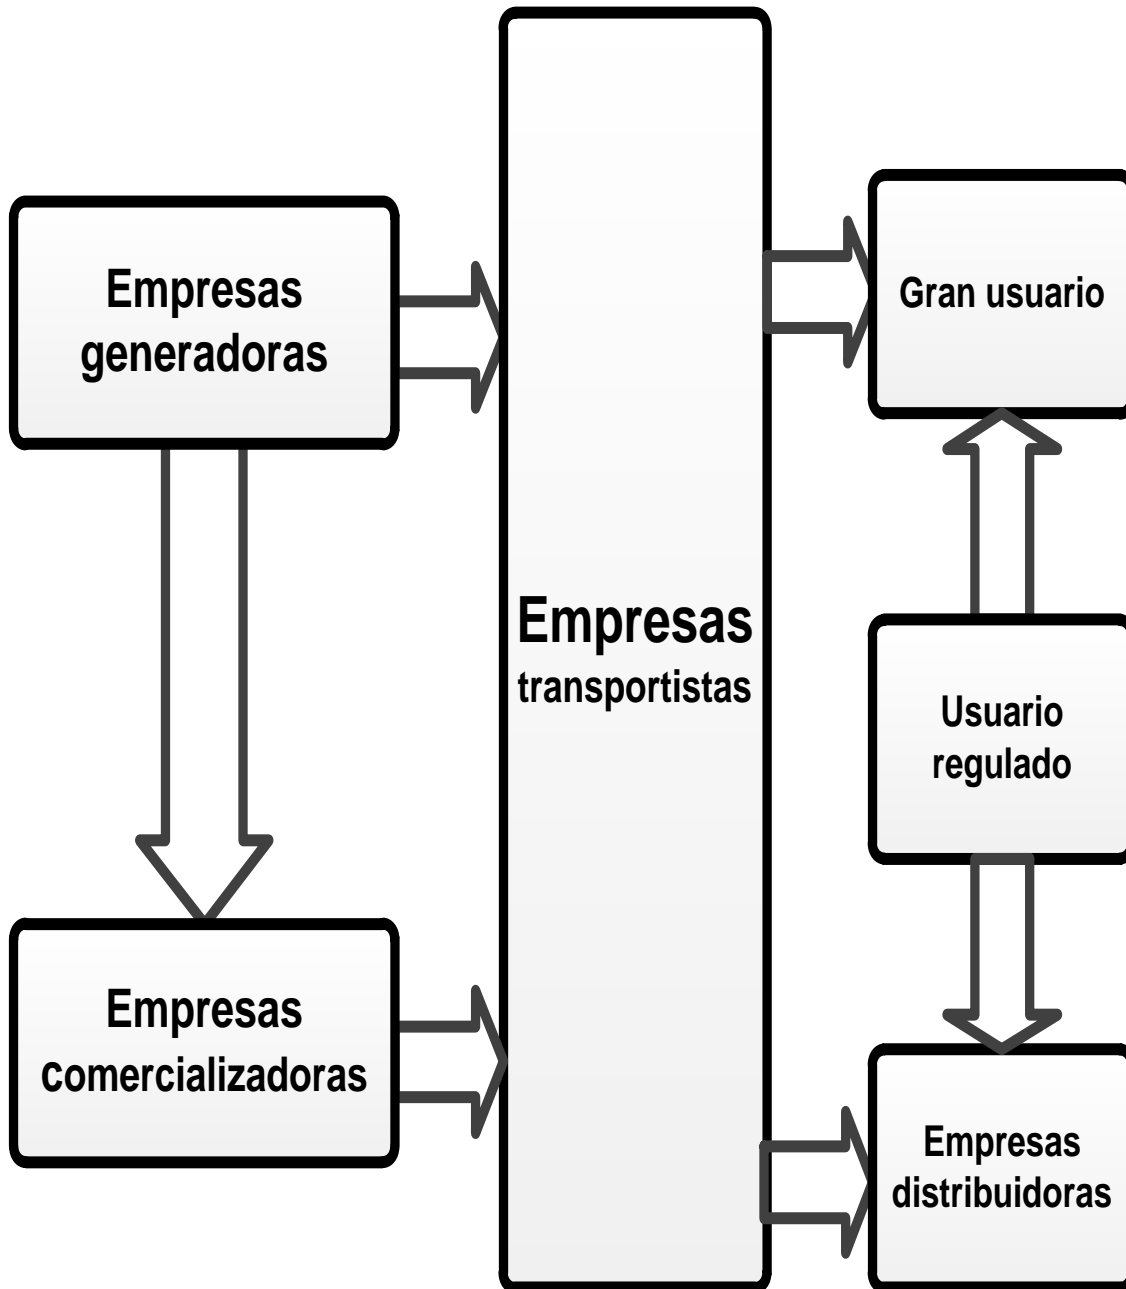 Empresas
generadoras
Empresas
comercializadoras
Empresas
transportistas
Gran usuario
Usuario
regulado
Empresas
distribuidoras